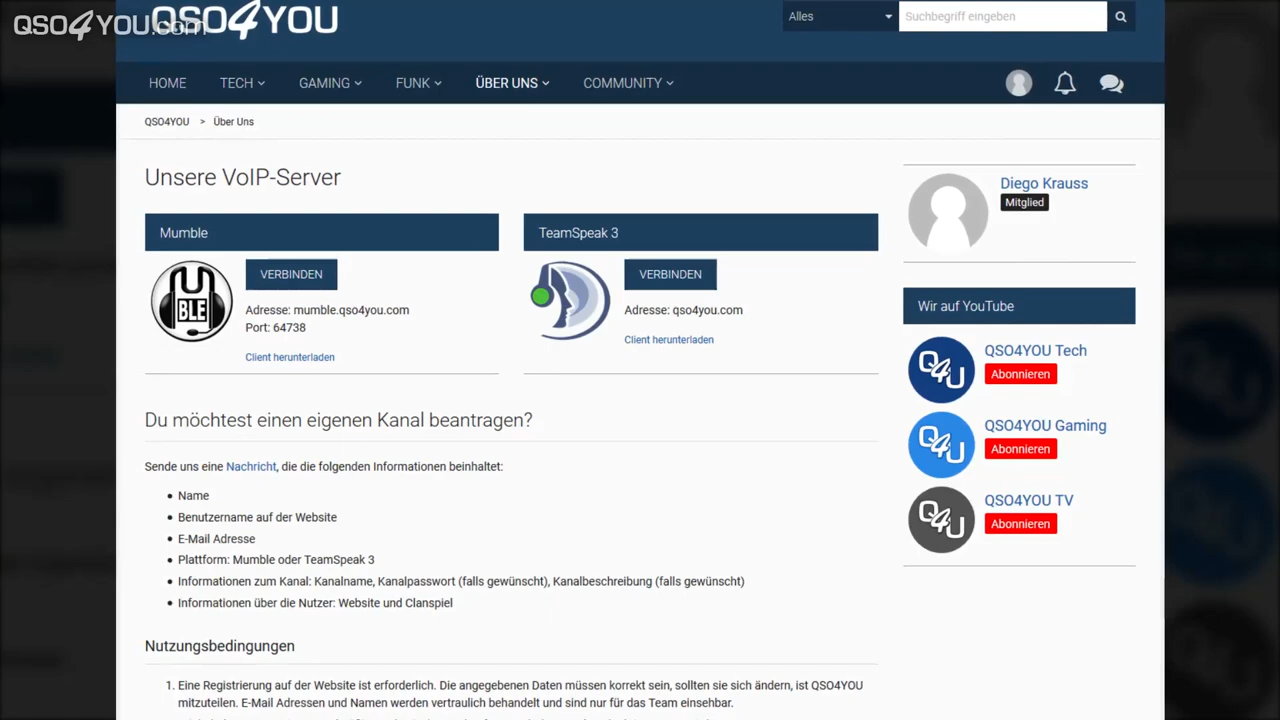 QSO4YOU.com
QSO4YOU
Alles
Suchbegriff eingeben
HOME TECH GAMING FUNK ÜBER UNS COMMUNITY
QSO4YOU > Über Uns
Unsere VoIP-Server
Mumble
BLE
VERBINDEN
Adresse: mumble.qso4you.com
Port: 64738
Client herunterladen
TeamSpeak 3
VERBINDEN
Adresse: qso4you.com
Client herunterladen
Du möchtest einen eigenen Kanal beantragen?
Sende uns eine Nachricht, die die folgenden Informationen beinhaltet:
• Name
• Benutzername auf der Website
• E-Mail Adresse
• Plattform: Mumble oder TeamSpeak 3
• Informationen zum Kanal: Kanalname, Kanalpasswort (falls gewünscht), Kanalbeschreibung (falls gewünscht)
• Informationen über die Nutzer: Website und Clanspiel
Nutzungsbedingungen
1. Eine Registrierung auf der Website ist erforderlich. Die angegebenen Daten müssen korrekt sein, sollten sie sich ändern, ist QSO4YOU
mitzuteilen. E-Mail Adressen und Namen werden vertraulich behandelt und sind nur für das Team einsehbar.
Diego Krauss
Mitglied
Wir auf YouTube
Q4U
QSO4YOU Tech
Abonnieren
Q4U
QSO4YOU Gaming
Abonnieren
Q4U
QSO4YOU TV
Abonnieren